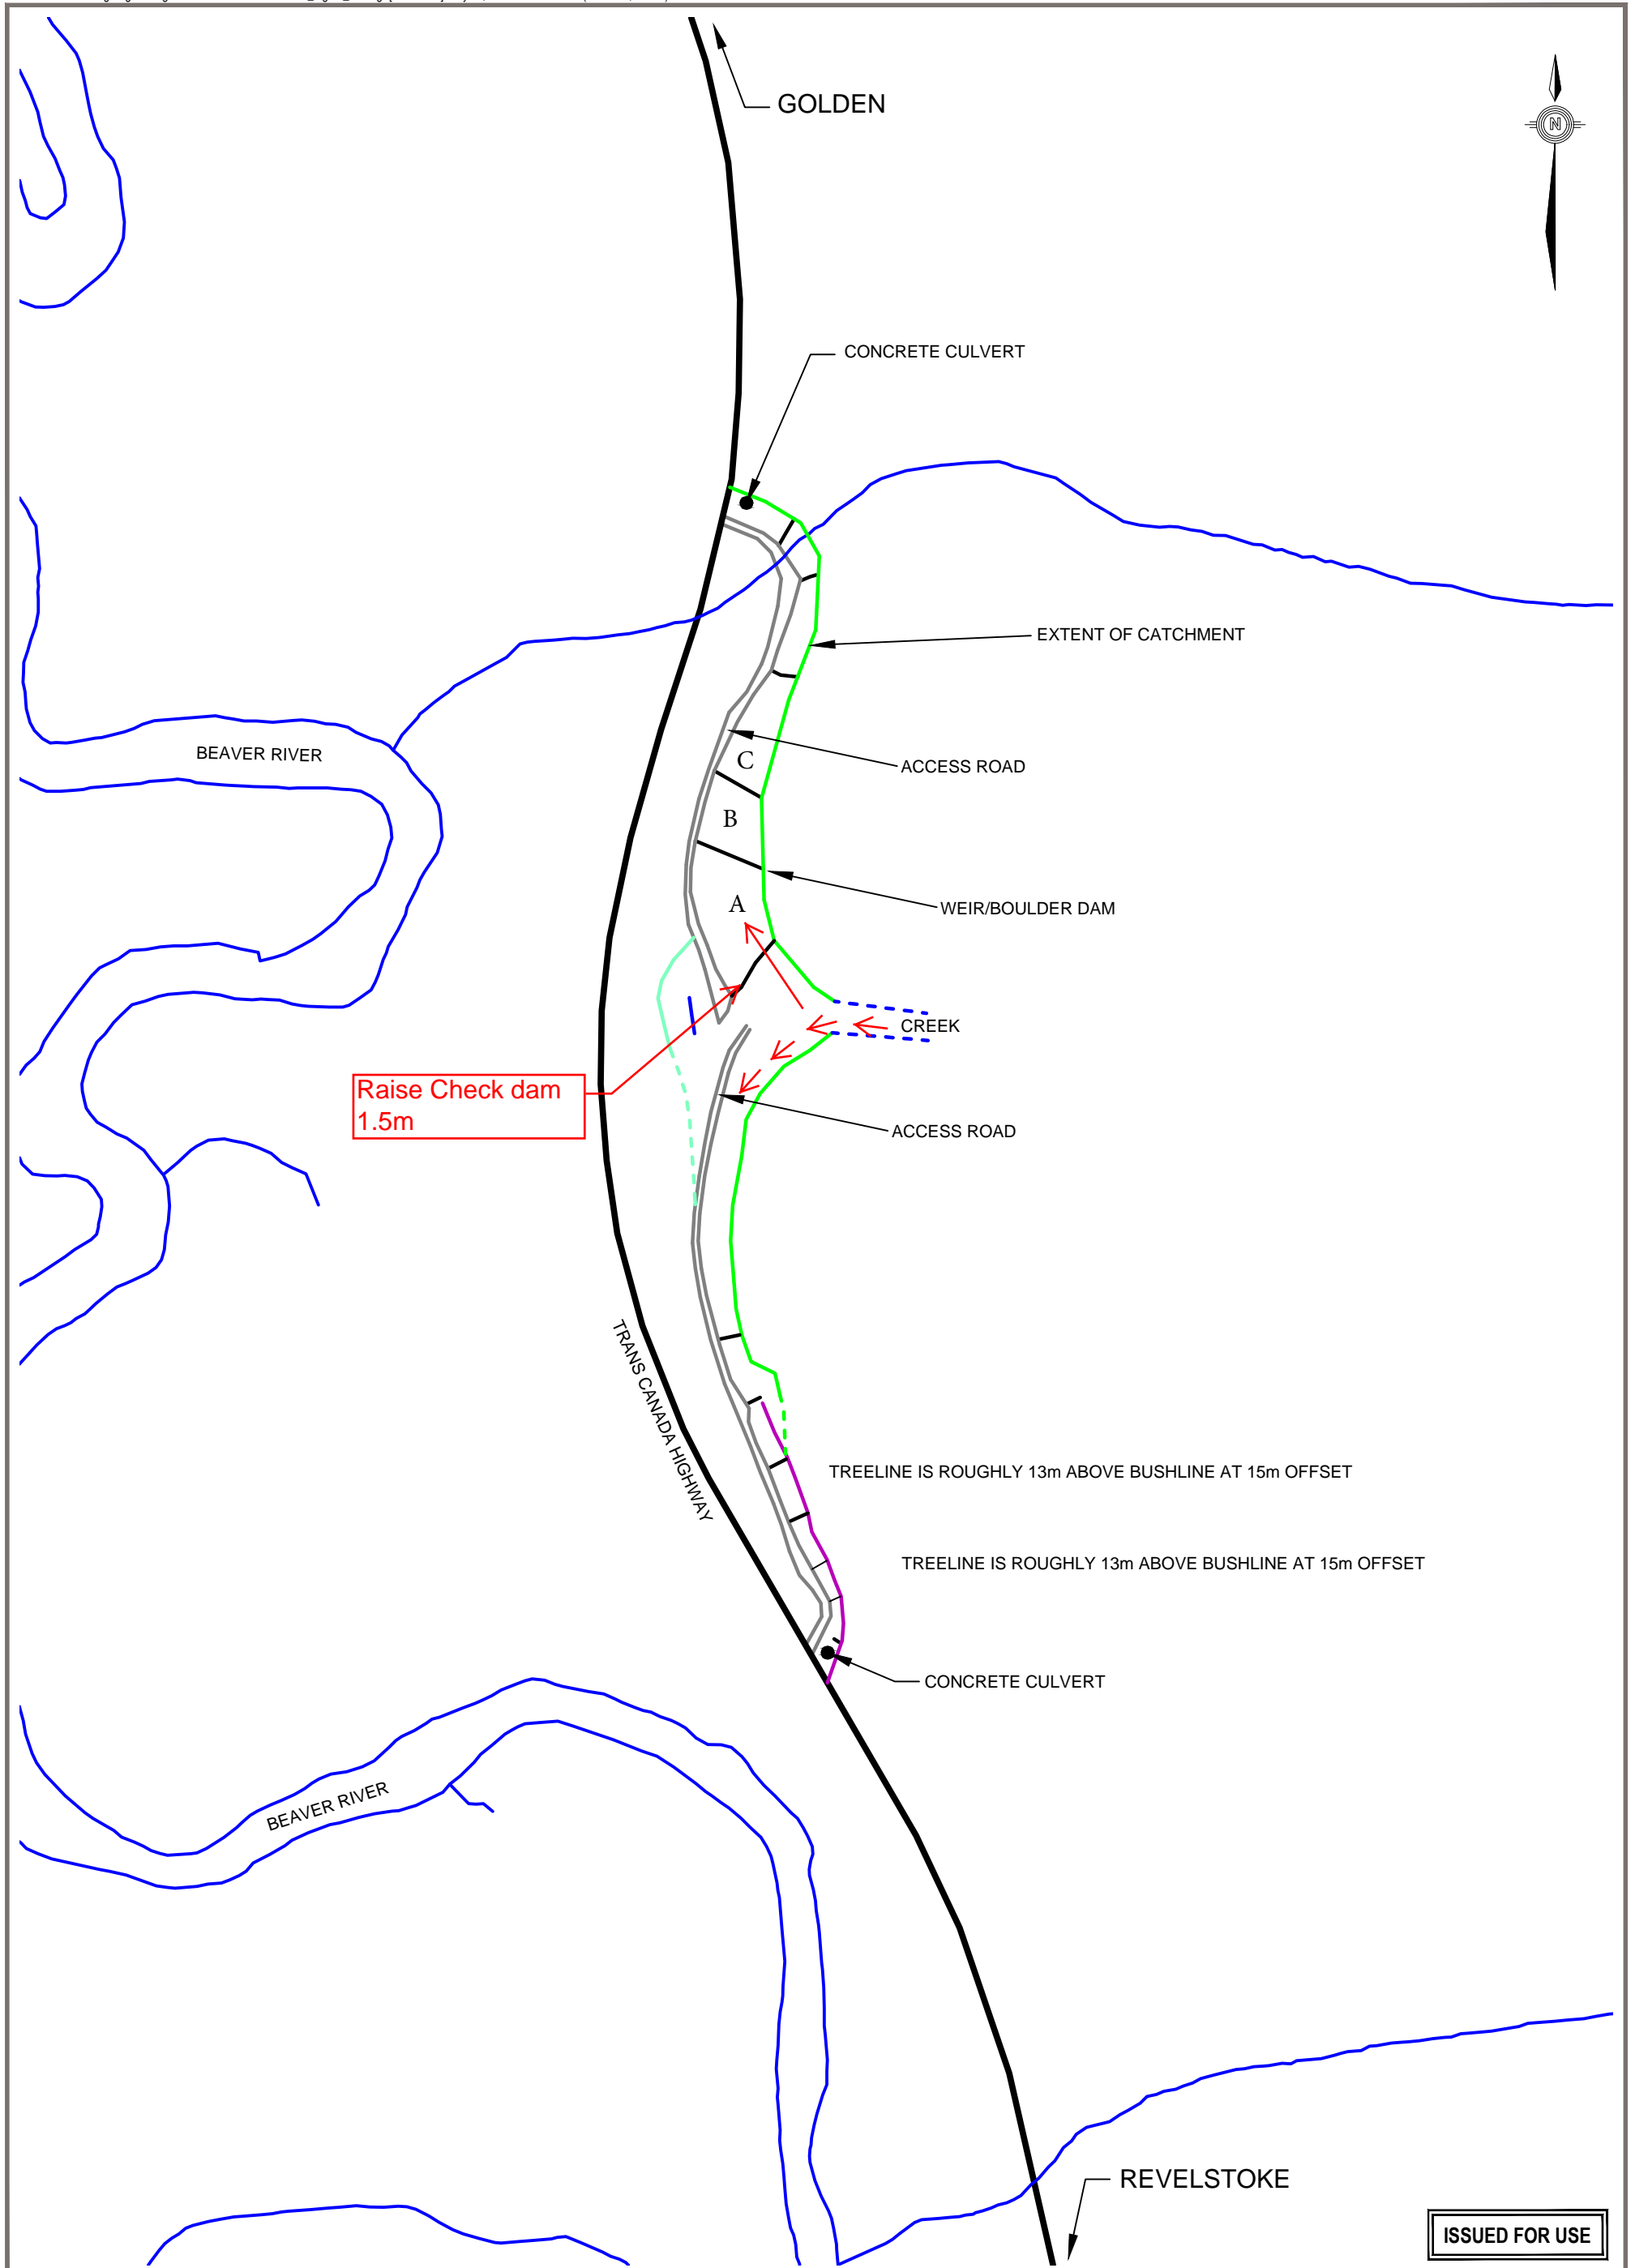 GOLDEN
N
CONCRETE CULVERT
EXTENT OF CATCHMENT
BEAVER RIVER
C
ACCESS ROAD
B
A
WEIR/BOULDER DAM
CREEK
Raise Check dam
1.5m
ACCESS ROAD
TRANS CANADA HIGHWAY
TREELINE IS ROUGHLY 13m ABOVE BUSHLINE AT 15m OFFSET
TREELINE IS ROUGHLY 13m ABOVE BUSHLINE AT 15m OFFSET
CONCRETE CULVERT
BEAVER RIVER
REVELSTOKE
ISSUED FOR USE